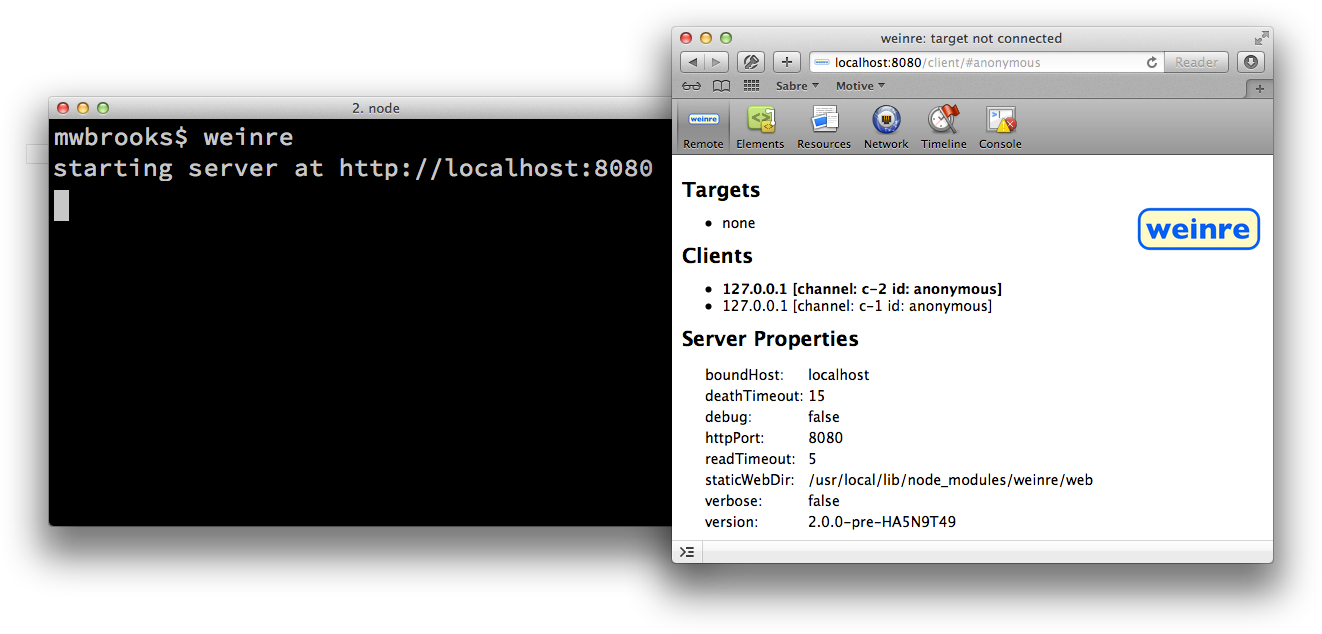 2. node
mwbrooks$ weinre
starting server at http://localhost:8080
weinre: target not connected
localhost:8080/client/#anonymous
Reader
Sabre
Motive
weinre
Remote
Elements
Resources
Network
Timeline
Console
Targets
none
weinre
Clients
127.0.0.1 [channel: c-2 id: anonymous]
127.0.0.1 [channel: c-1 id: anonymous]
Server Properties
boundHost: localhost
deathTimeout: 15
debug: false
httpPort: 8080
readTimeout: 5
staticWebDir: /usr/local/lib/node_modules/weinre/web
verbose: false
version: 2.0.0-pre-HA5N9T49